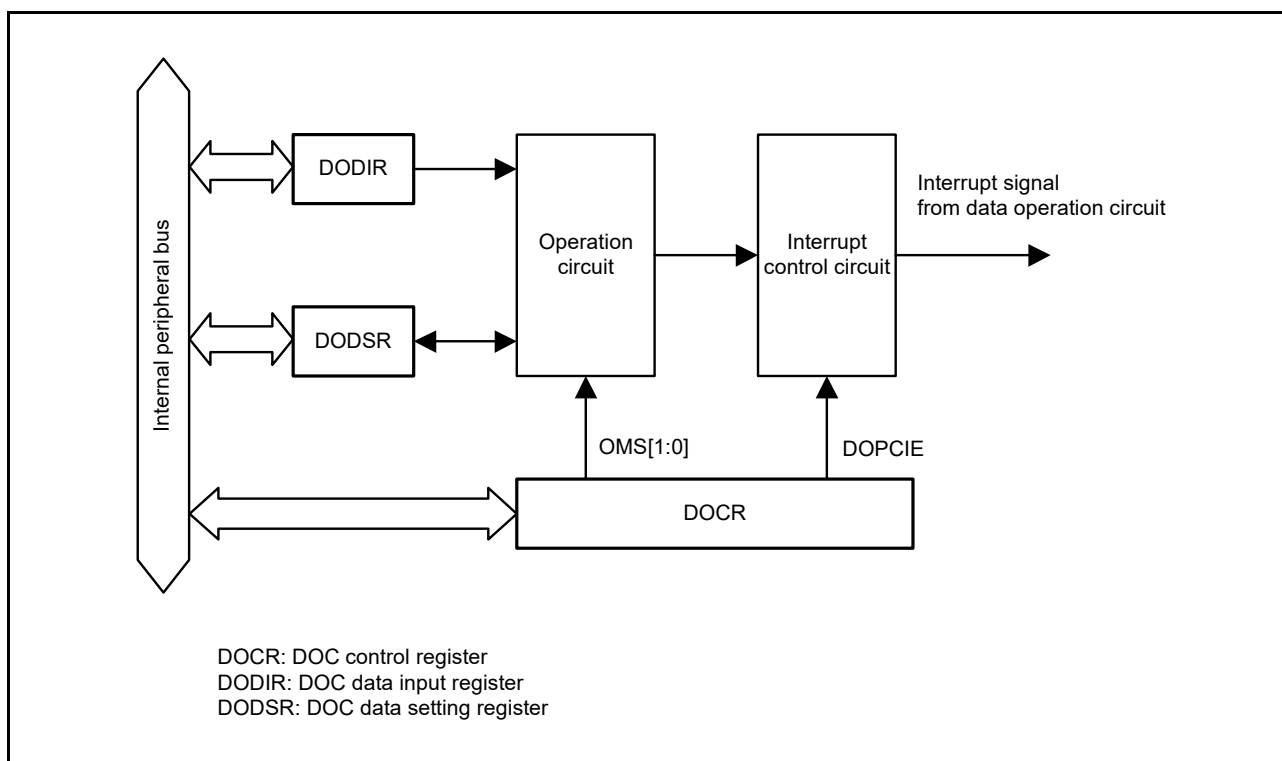 Internal peripheral bus
DODIR
DODSR
Operation
circuit
Interrupt
control circuit
Interrupt signal
from data operation circuit
OMS[1:0]
DOPCIE
DOCR
DOCR: DOC control register
DODIR: DOC data input register
DODSR: DOC data setting register